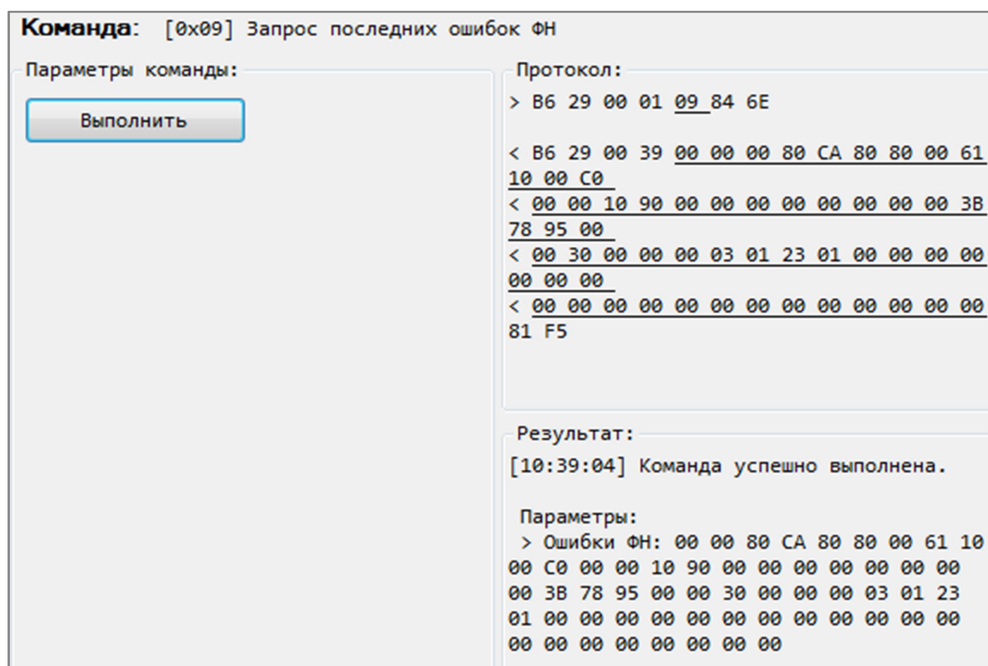 Команда: [0x09] Запрос последних ошибок ФН
Параметры команды:
Выполнить
Протокол:
> B6 29 00 01 09 84 6E
< B6 29 00 39 00 00 00 80 CA 80 80 00 61
10 00 C0
< 00 00 10 90 00 00 00 00 00 00 00 00 3B
78 95 00
< 00 30 00 00 00 03 01 23 01 00 00 00 00
00 00 00
< 00 00 00 00 00 00 00 00 00 00 00 00 00
81 F5
Результат:
[10:39:04] Команда успешно выполнена.
Параметры:
> Ошибки ФН: 00 00 80 CA 80 80 00 61 10
00 C0 00 00 10 90 00 00 00 00 00 00 00
00 3B 78 95 00 00 30 00 00 00 03 01 23
01 00 00 00 00 00 00 00 00 00 00 00 00
00 00 00 00 00 00 00 00